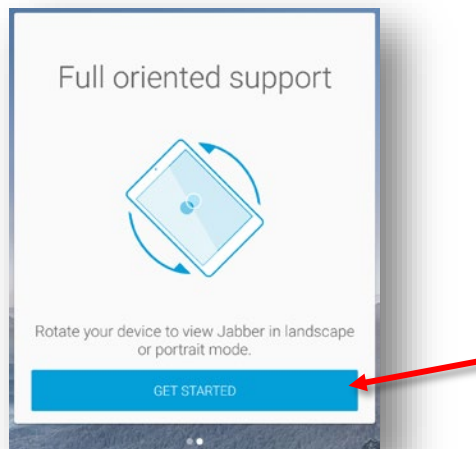 Full oriented support
Rotate your device to view Jabber in landscape
or portrait mode.
GET STARTED